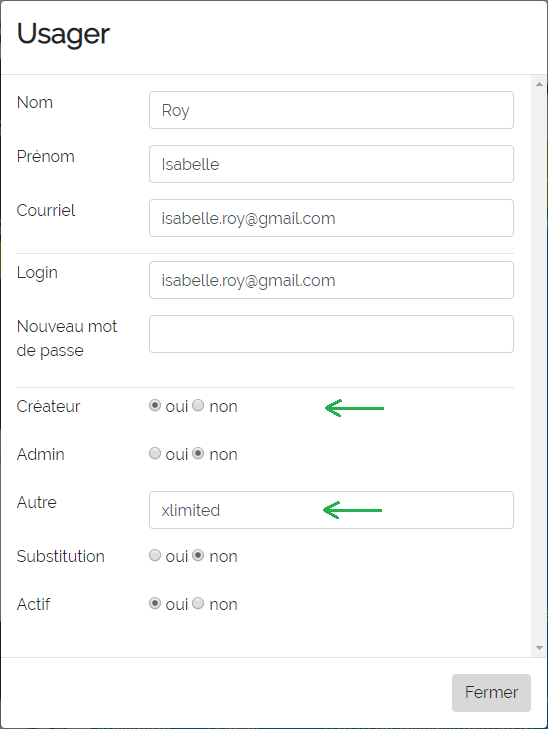 Usager
Nom
Roy
Prénom
Isabelle
Courriel
isabelle.roy@gmail.com
Login
isabelle.roy@gmail.com
Nouveau mot
de passe
Créateur
oui non
Admin
oui non
Autre
xlimited
Substitution
oui non
Actif
oui non
Fermer